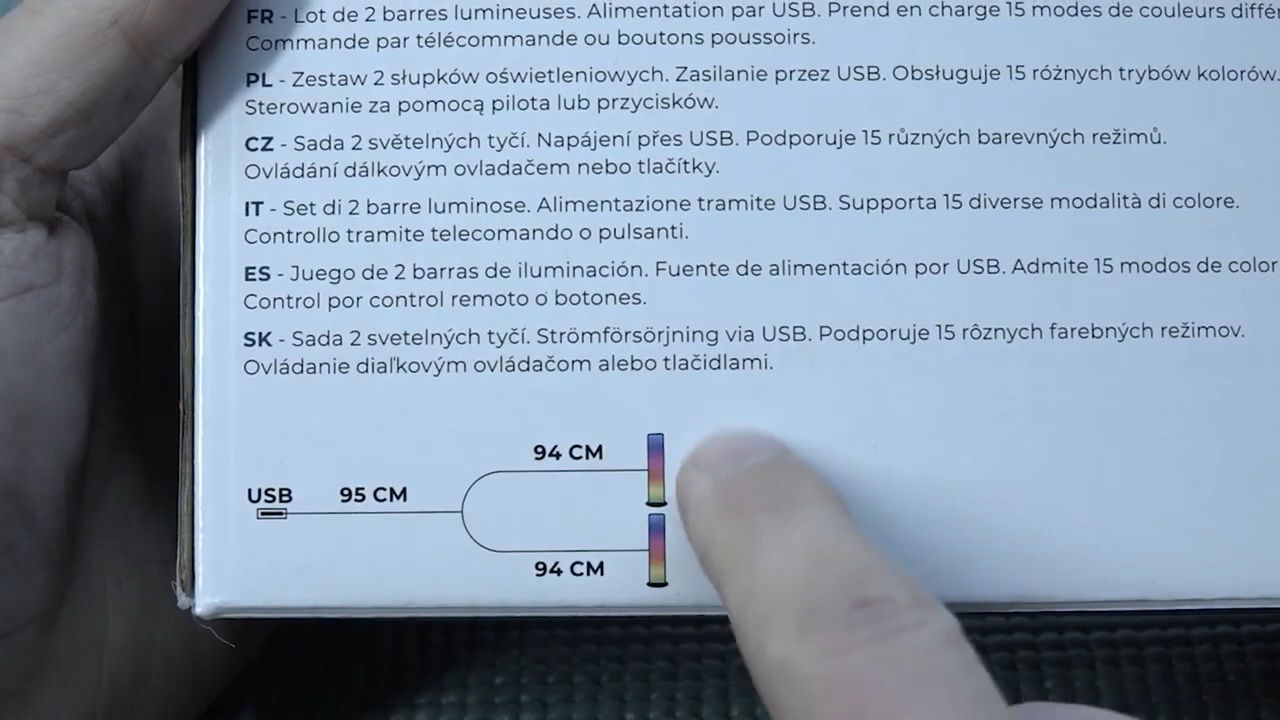 FR - Lot de 2 barres lumineuses. Alimentation par USB. Prend en charge 15 modes de couleurs
Commande par télécommande ou boutons poussoirs.
PL - Zestaw 2 słupków oświetleniowych. Zasilanie przez USB. Obsługuje 15 różnych trybów kolorów.
Sterowanie za pomocą pilota lub przycisków.
CZ - Sada 2 světelných tyčí. Napájení přes USB. Podporuje 15 různých barevných režimů.
Ovládání dálkovým ovladačem nebo tlačítky.
IT - Set di 2 barre luminose. Alimentazione tramite USB. Supporta 15 diverse modalità di colore.
Controllo tramite telecomando o pulsanti.
ES - Juego de 2 barras de iluminación. Fuente de alimentación por USB. Admite 15 modos de color
Control por control remoto o botones.
SK - Sada 2 svetelných tyčí. Strömförsörjning via USB. Podporuje 15 rôznych farebných režimov.
Ovládanie diaľkovým ovládačom alebo tlačidlami.
94 CM
USB 95 CM
94 CM